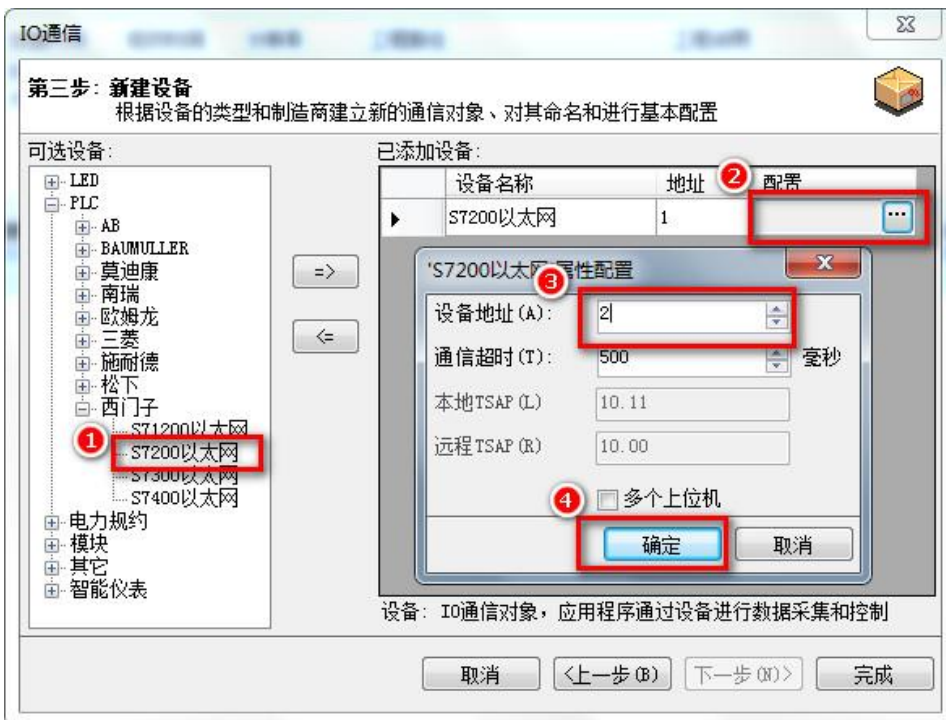 IO通信
第三步: 新建设备
根据设备的类型和制造商建立新的通信对象、对其命名和进行基本配置
可选设备:
LED
PLC
AB
BAUMULLER
莫迪康
南瑞
欧姆龙
三菱
施耐德
松下
西门子
S71200以太网
S7200以太网
S7300以太网
S7400以太网
电力规约
模块
其它
智能仪表
1
=>
<=
已添加设备:
设备名称 地址 配置
2
S7200以太网 1 ...
'S7200以太网 属性配置
3
设备地址(A): 2
通信超时(T): 500 毫秒
本地TSAP(L) 10.11
远程TSAP(R) 10.00
4
多个上位机
确定 取消
设备: IO通信对象，应用程序通过设备进行数据采集和控制
取消 <上一步(B) 下一步(N)> 完成